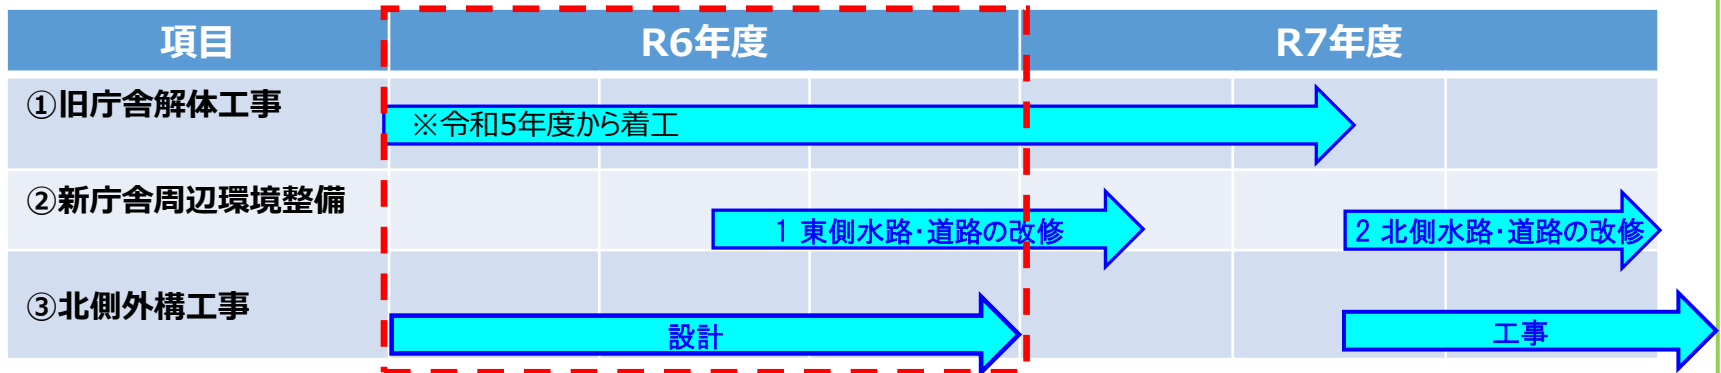 項目 R6年度 R7年度
①旧庁舎解体工事
※令和5年度から着工
②新庁舎周辺環境整備
1 東側水路・道路の改修 2 北側水路・道路の改修
③北側外構工事
設計 工事